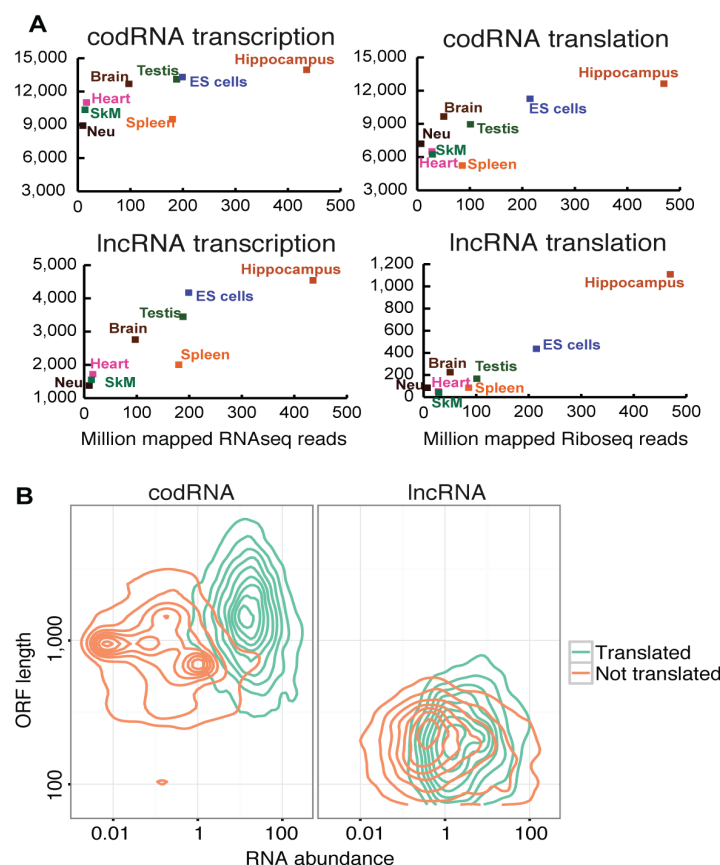 A
codRNA transcription
codRNA translation
15,000
12,000
9,000
6,000
3,000
0 100 200 300 400 500
Brain
Testis
ES cells
Hippocampus
Heart
SkM
Neu
Spleen
15,000
12,000
9,000
6,000
3,000
0 100 200 300 400 500
Hippocampus
ES cells
Brain
Testis
Neu
SkM
Heart
Spleen
lncRNA transcription
lncRNA translation
5,000
4,000
3,000
2,000
1,000
0 100 200 300 400 500
Hippocampus
ES cells
Testis
Brain
Spleen
Heart
Neu
SkM
Million mapped RNAseq reads
1,200
1,000
800
600
400
200
0
0 100 200 300 400 500
Hippocampus
ES cells
Brain
Testis
Neu
Heart
Spleen
SkM
Million mapped Riboseq reads
B
codRNA
lncRNA
ORF length
1,000
100
0.01 1 100
0.01 1 100
RNA abundance
Translated
Not translated